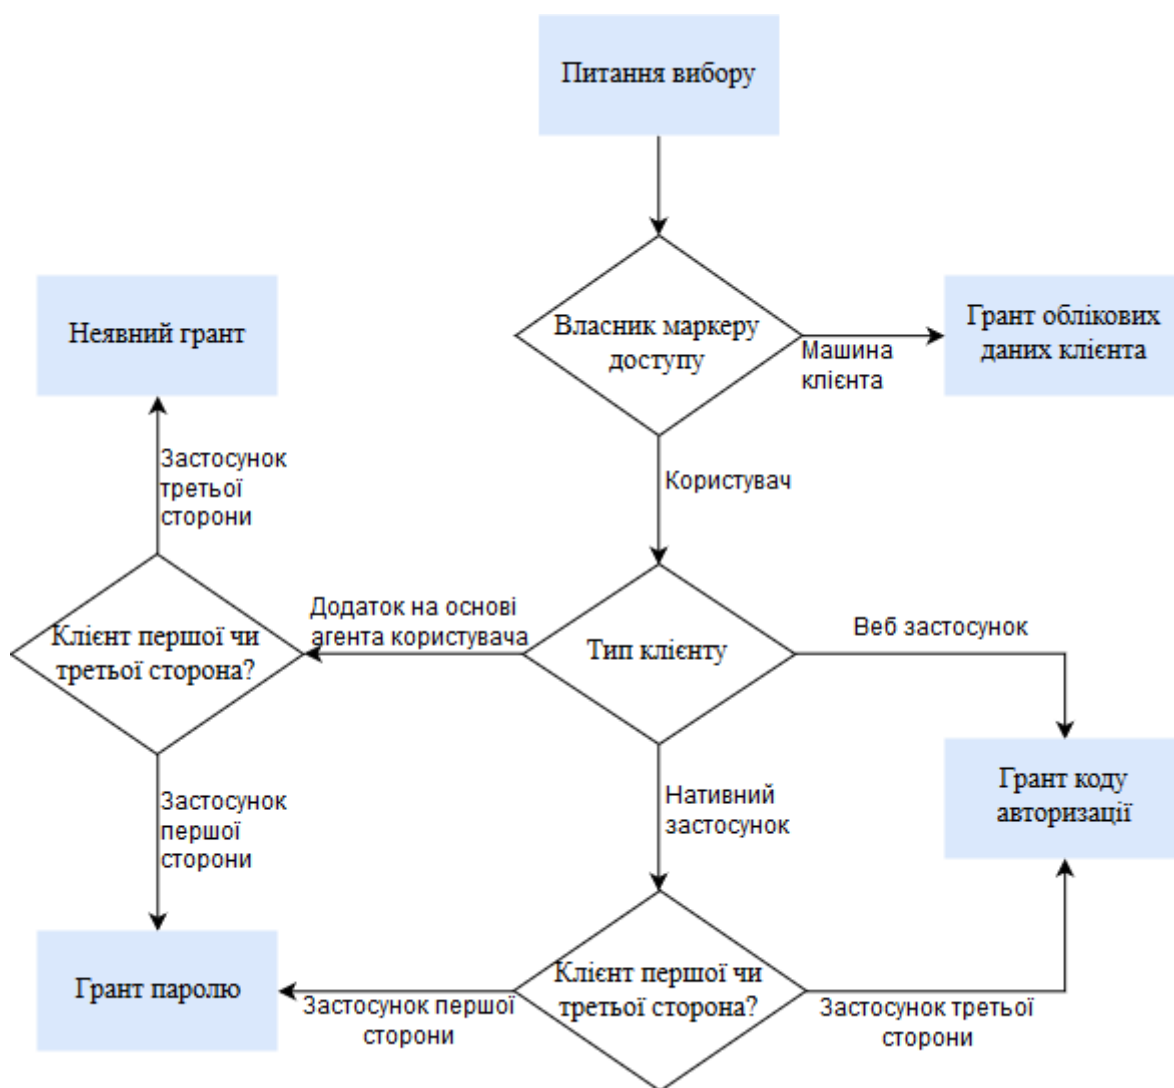 Питання вибору
Власник маркеру
доступу
Машина
клієнта
Грант облікових
даних клієнта
Неявний грант
Застосунок
третьої
сторони
Користувач
Клієнт першої чи
третьої сторона?
Додаток на основі
агента користувача
Тип клієнту
Веб застосунок
Застосунок
першої
сторони
Нативний
застосунок
Грант коду
авторизації
Грант паролю
Застосунок першої
сторони
Клієнт першої чи
третьої сторона?
Застосунок третьої
сторони